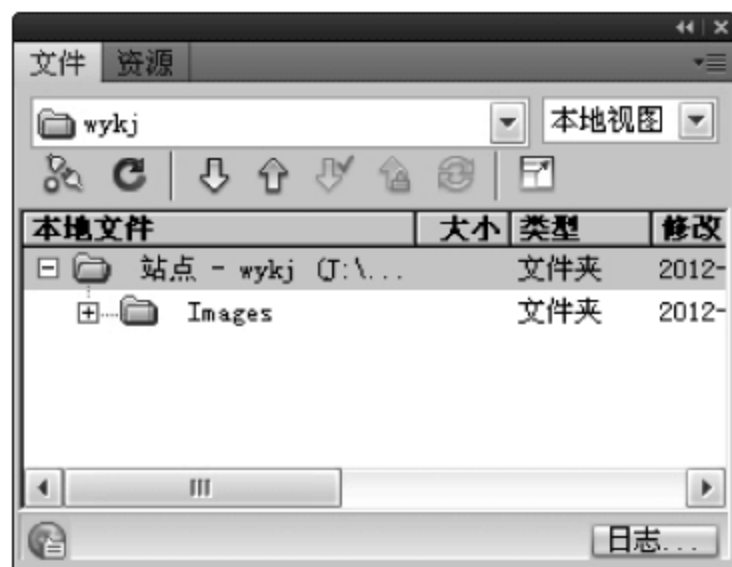 文件 资源
wykj 本地视图
本地文件 大小 类型 修改
站点 - wykj (J:\... 文件夹 2012-
Images 文件夹 2012-
日志...